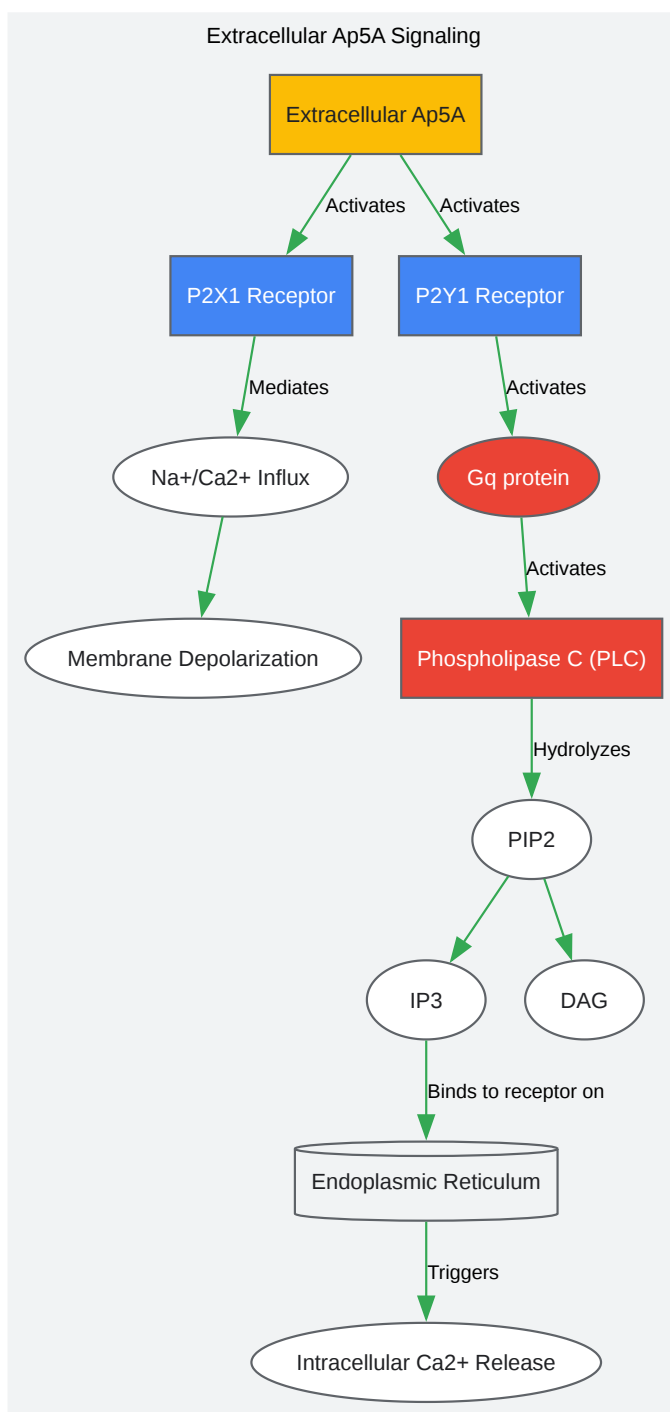 Extracellular Ap5A Signaling
Extracellular Ap5A
Activates
Activates
P2X1 Receptor
P2Y1 Receptor
Mediates
Activates
Na+/Ca2+ Influx
Gq protein
Activates
Membrane Depolarization
Phospholipase C (PLC)
Hydrolyzes
PIP2
IP3
DAG
Binds to receptor on
Endoplasmic Reticulum
Triggers
Intracellular Ca2+ Release